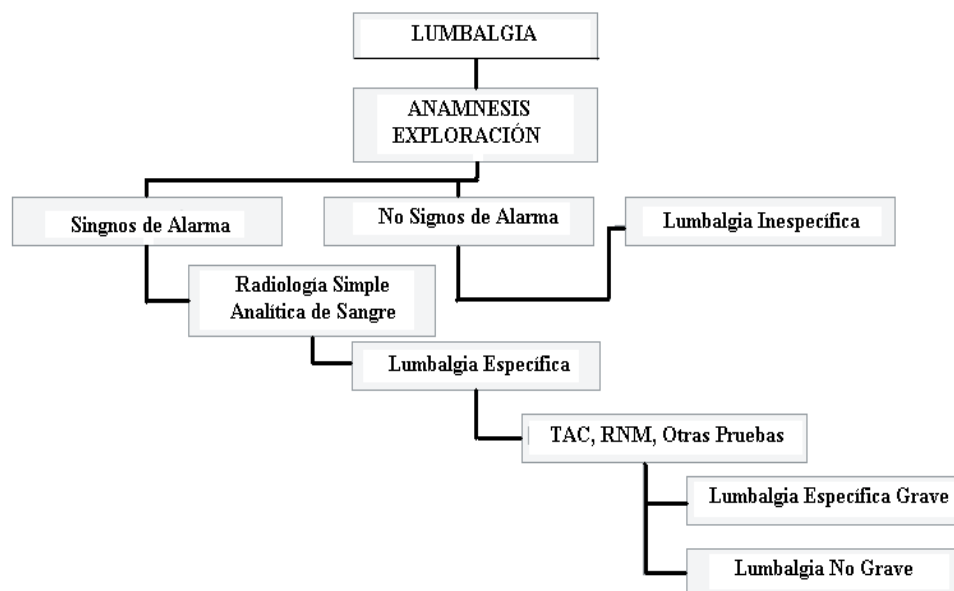 LUMBALGIA
ANAMNESIS
EXPLORACIÓN
Singnos de Alarma
No Signos de Alarma
Lumbalgia Inespecífica
Radiología Simple
Analítica de Sangre
Lumbalgia Específica
TAC, RNM, Otras Pruebas
Lumbalgia Específica Grave
Lumbalgia No Grave